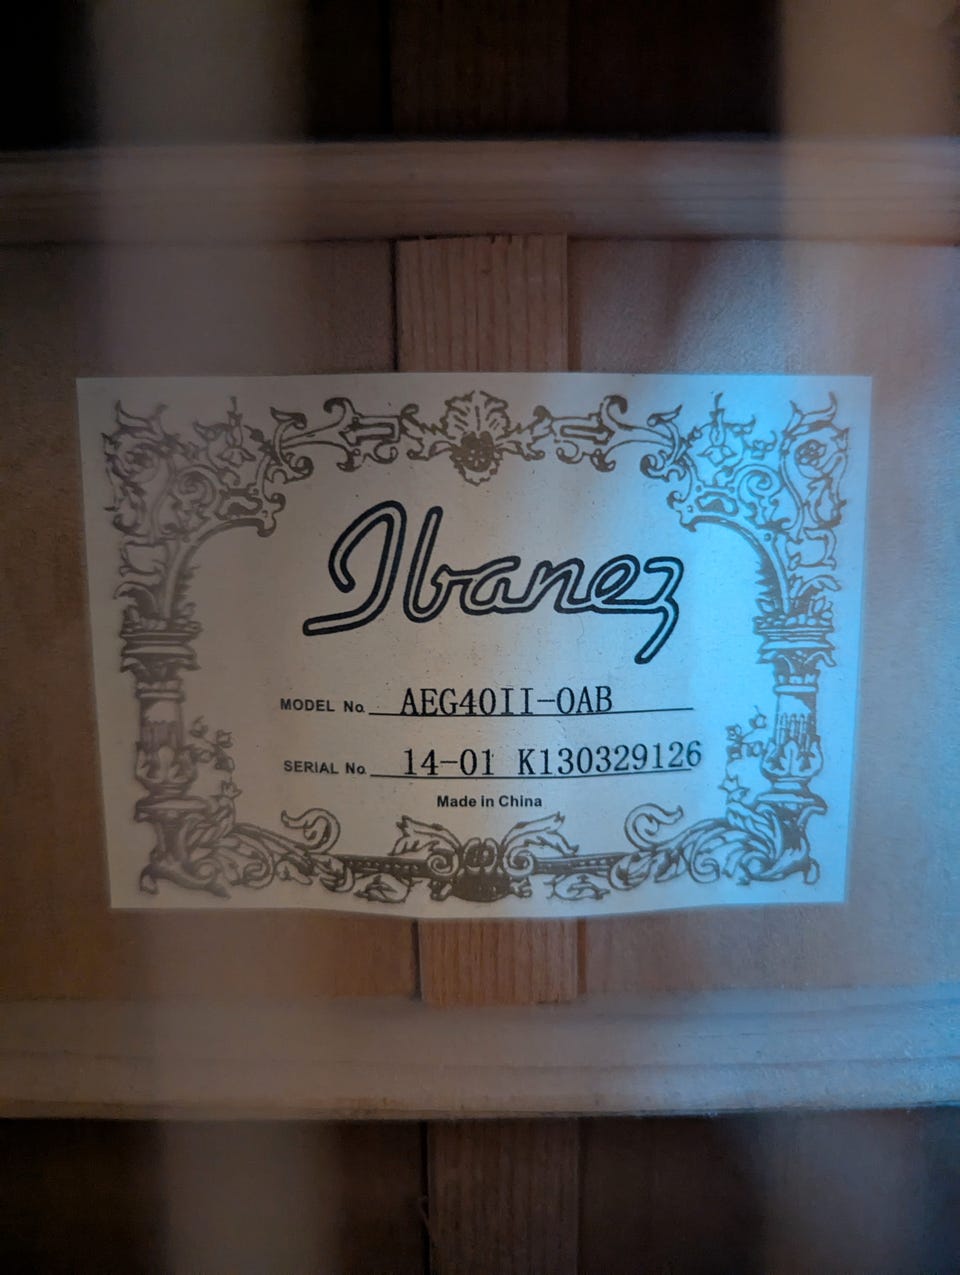 Ibanez
MODEL No. AEG40II-OAB
SERIAL No. 14-01 K130329126
Made in China